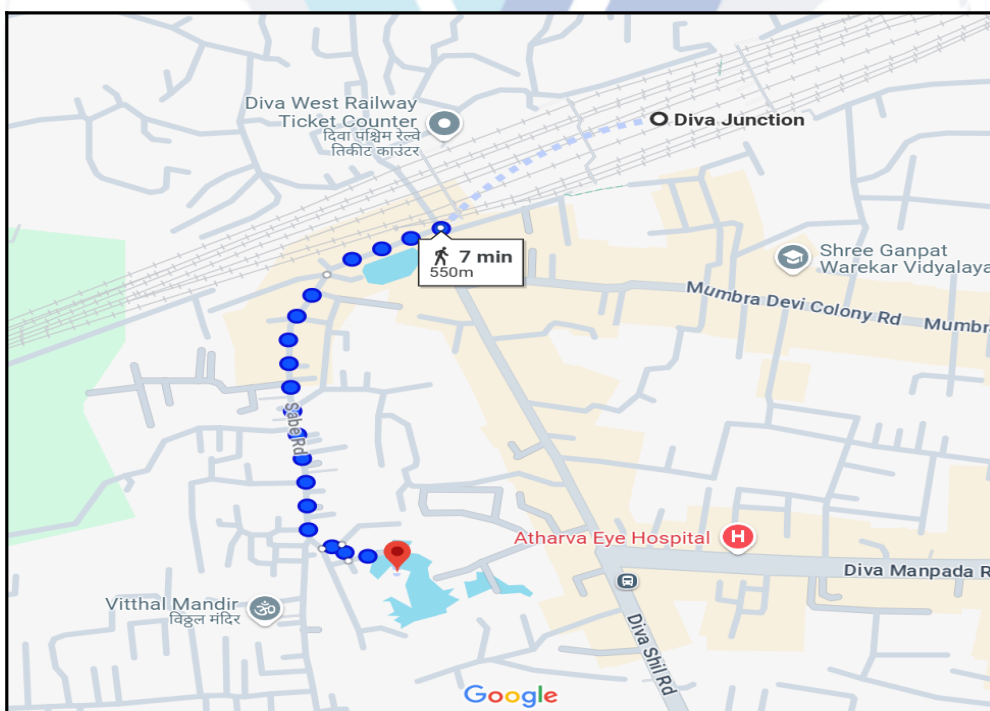 Diva West Railway
Ticket Counter
दिवा पश्चिम रेल्वे
तिकीट काउंटर
Diva Junction
7 min
550m
Shree Ganpat
Warekar Vidyalaya
Mumbra Devi Colony Rd
Mumbr
Saba Rd
Atharva Eye Hospital
H
Diva Manpada R
Vitthal Mandir
विठ्ठल मंदिर
Diva Shil Rd
Google